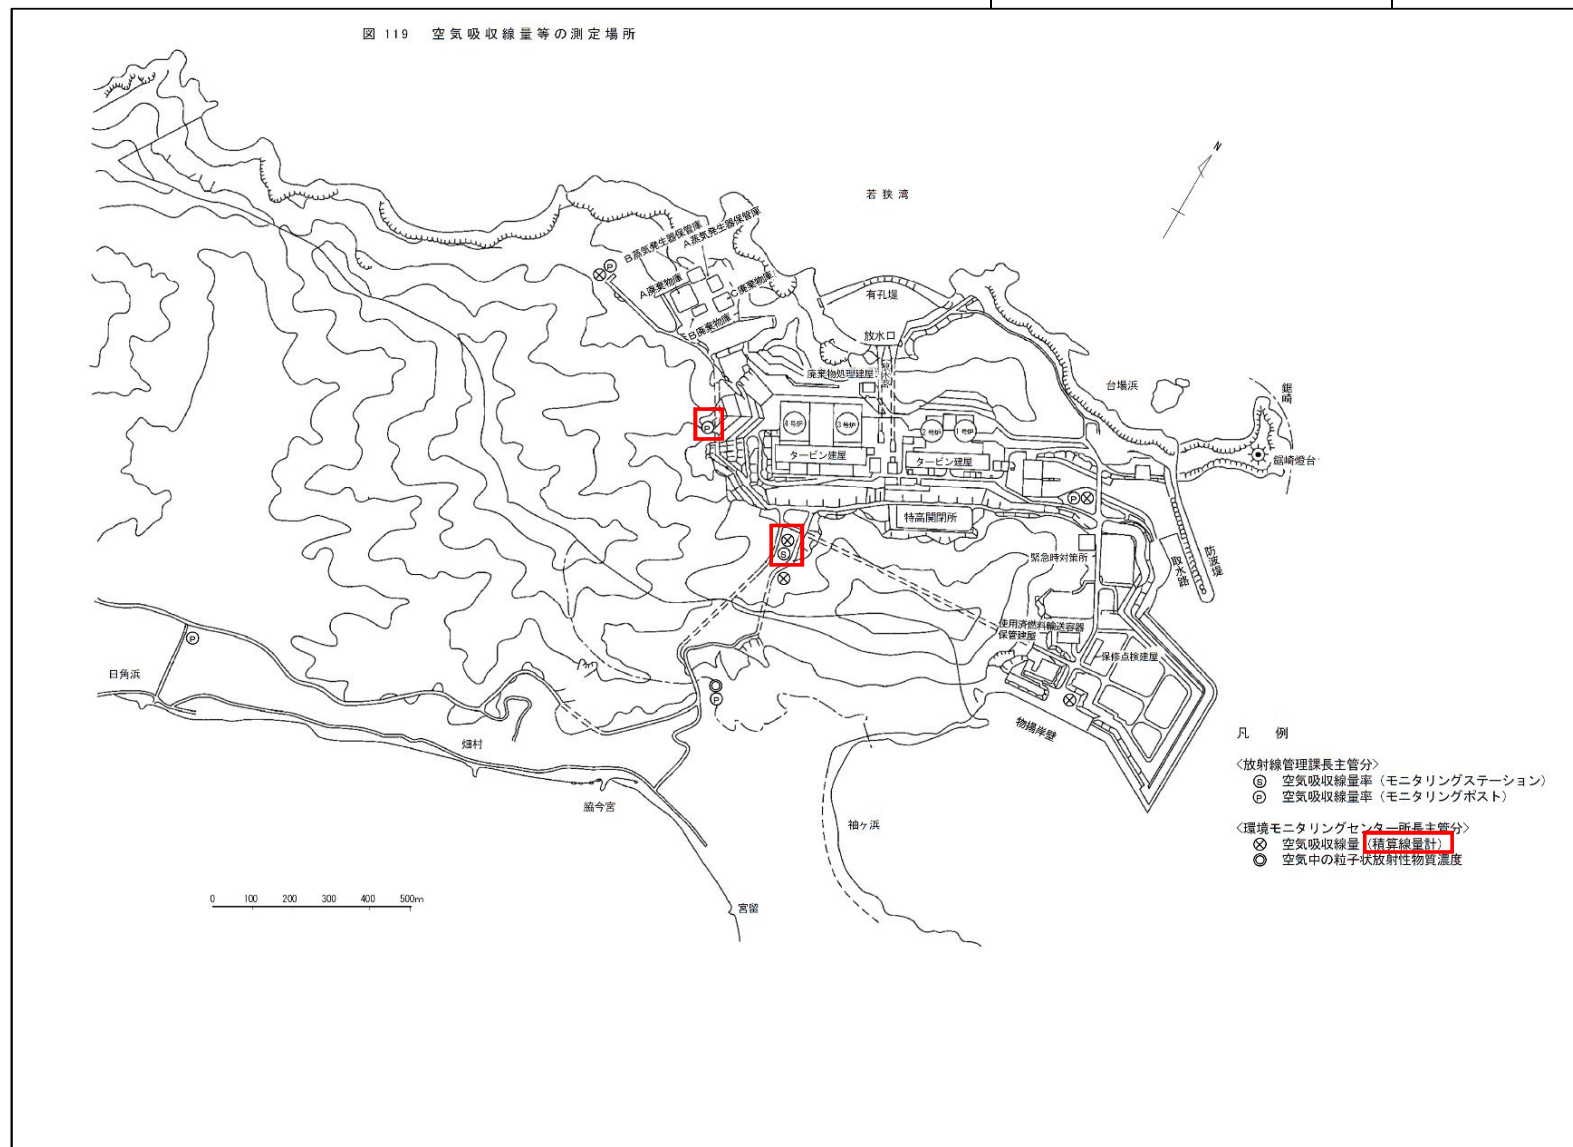 図 119 空気吸収線量等の測定場所
N
若狭湾
B蒸気発生器保管庫
A蒸気発生器保管庫
P
A廃棄物庫
C廃棄物庫
B廃棄物庫
有孔堤
放水口
放水路
廃棄物処理建屋
台場浜
鋸崎
P
4号炉
3号炉
2号炉
1号炉
タービン建屋
タービン建屋
鋸崎燈台
P
特高開閉所
S
緊急時対策所
取水路
防波堤
使用済燃料輸送容器
保管建屋
保修点検建屋
P
日角浜
P
物揚岸壁
畑村
脇今宮
袖ヶ浜
宮留
0 100 200 300 400 500m
凡 例
〈放射線管理課長主管分〉
S 空気吸収線量率（モニタリングステーション）
P 空気吸収線量率（モニタリングポスト）
〈環境モニタリングセンター所長主管分〉
⊗ 空気吸収線量（積算線量計）
◎ 空気中の粒子状放射性物質濃度